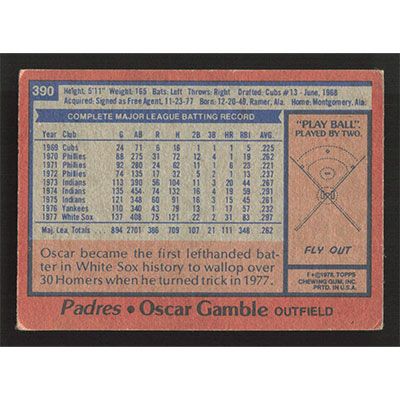 390 Height: 5'11" Weight: 165 Bats: Left Throws: Right Drafted: Cubs #13 - June, 1968
Acquired: Signed as Free Agent, 11-23-77 Born: 12-20-49, Ramer, Ala. Home: Montgomery, Ala.
COMPLETE MAJOR LEAGUE BATTING RECORD
Year Club G AB R H 2B 3B HR RBI AVG.
1969 Cubs 24 71 6 16 1 1 1 5 .225
1970 Phillies 88 275 31 72 12 4 1 19 .262
1971 Phillies 92 280 24 62 11 1 6 23 .221
1972 Phillies 74 135 17 32 5 2 1 13 .237
1973 Indians 113 390 56 104 11 3 20 44 .267
1974 Indians 135 454 74 132 16 4 19 59 .291
1975 Indians 121 348 60 91 16 3 15 45 .261
1976 Yankees 110 340 43 79 13 1 17 57 .232
1977 White Sox 137 408 75 121 22 2 31 83 .297
Maj. Lea. Totals . . . 894 2701 386 709 107 21 111 348 .262
Oscar became the first lefthanded bat-
ter in White Sox history to wallop over
30 Homers when he turned trick in 1977.
"PLAY BALL"
PLAYED BY TWO.
FLY OUT
©1978, TOPPS
CHEWING GUM, INC.
PRTD. IN U.S.A.
Padres • Oscar Gamble OUTFIELD